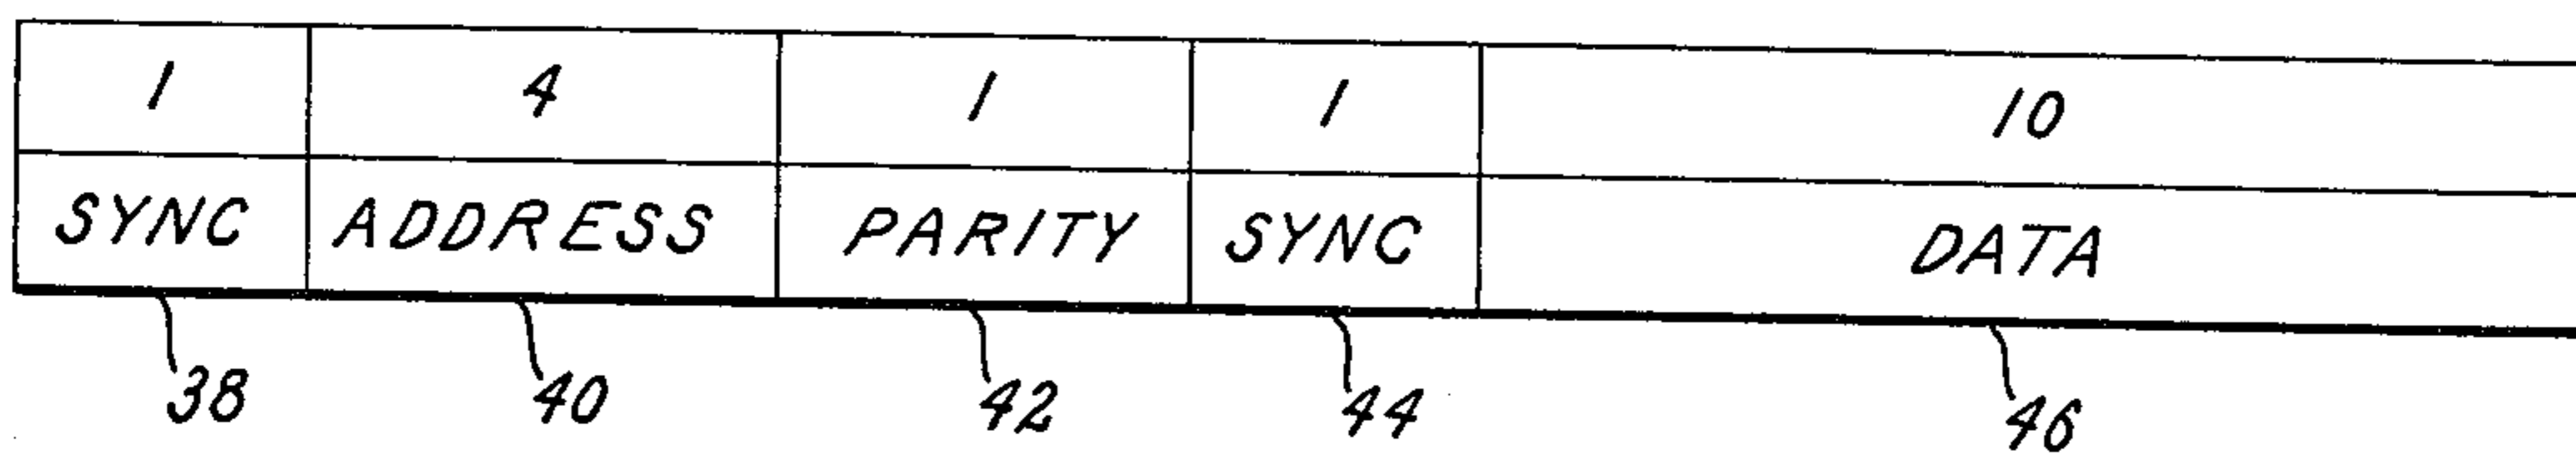 1 4 1 1 10
SYNC ADDRESS PARITY SYNC DATA
38 40 42 44 46